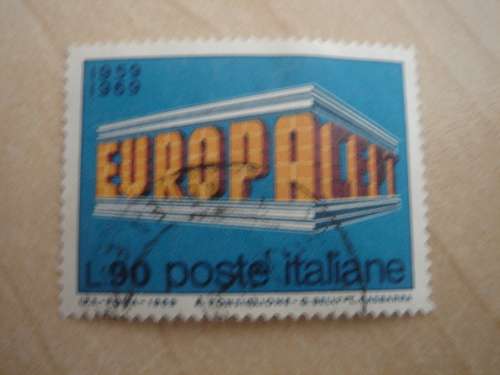 1959
1969
EUROPA CEPT
L.90 poste italiane